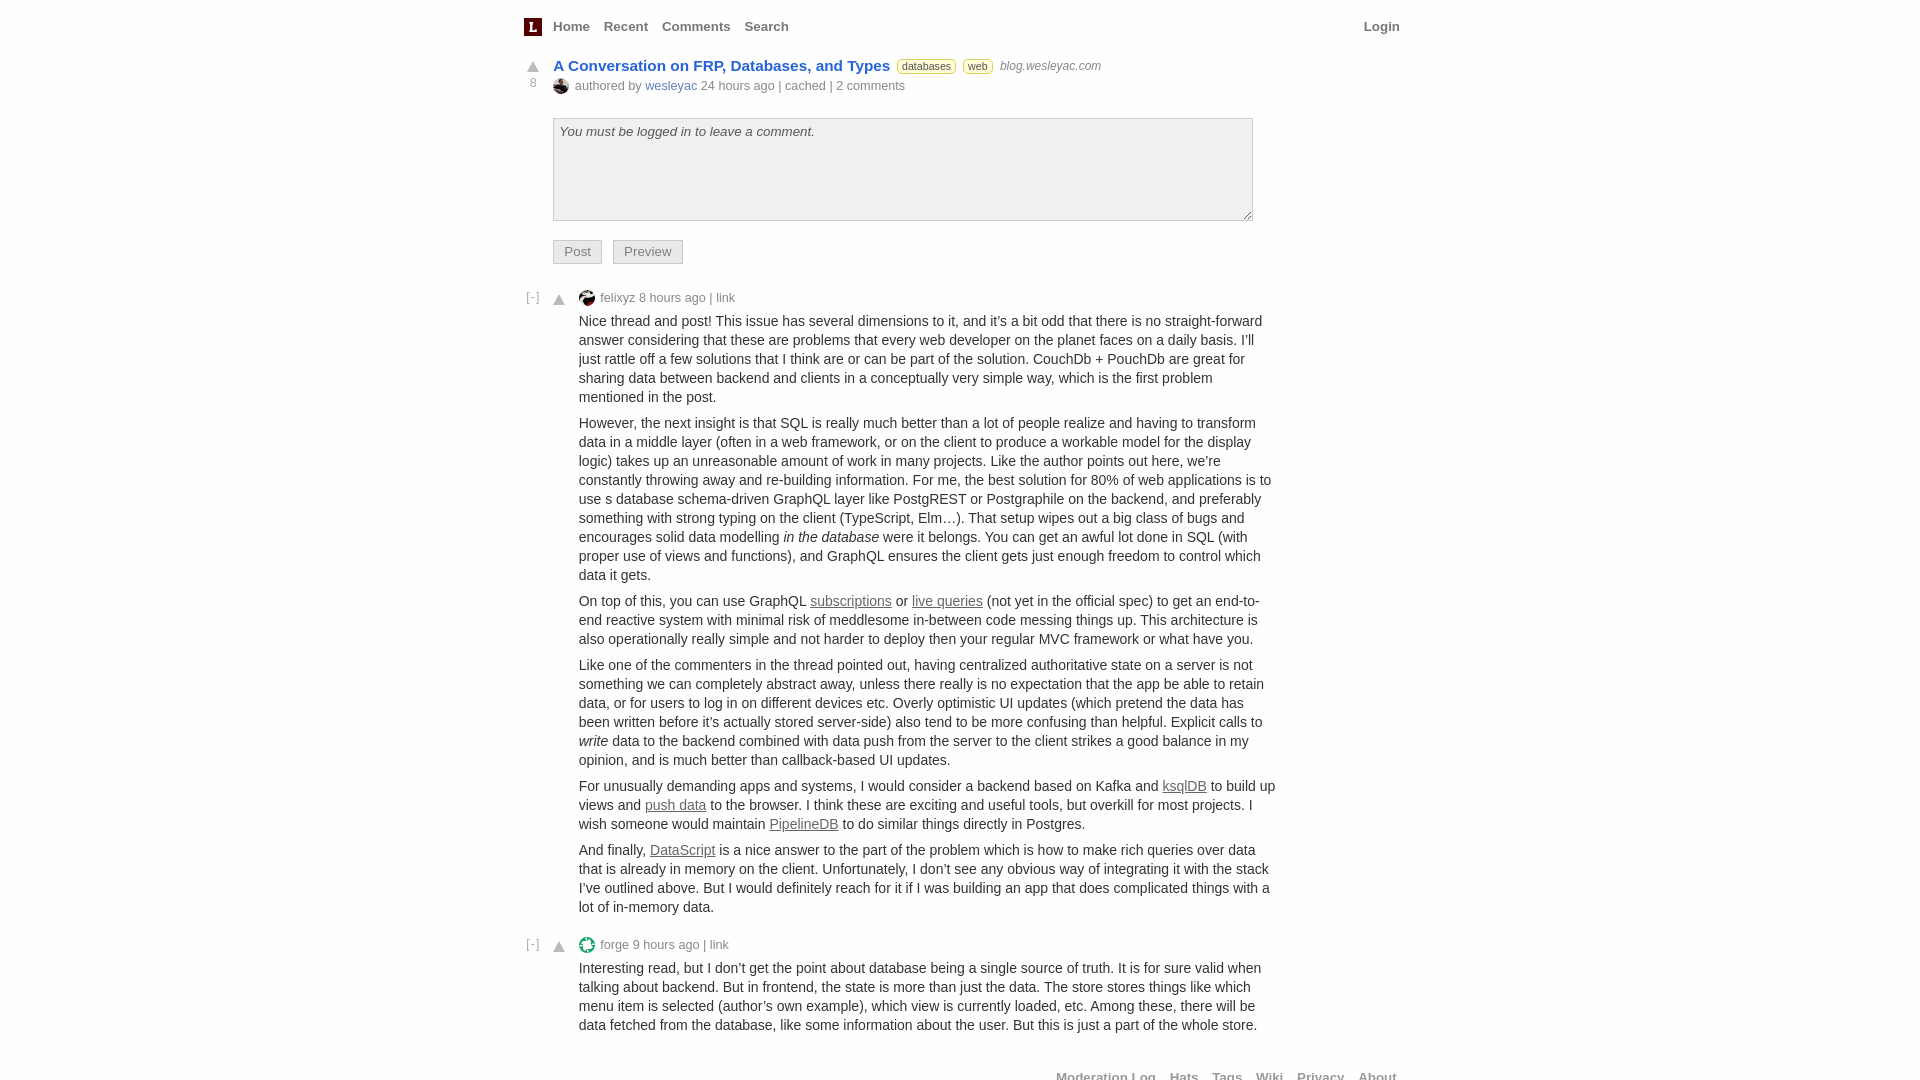 L Home Recent Comments Search Login
A Conversation on FRP, Databases, and Types databases web blog.wesleyac.com
8 authored by wesleyac 24 hours ago | cached | 2 comments
You must be logged in to leave a comment.
Post Preview
[-] felixyz 8 hours ago | link
Nice thread and post! This issue has several dimensions to it, and it’s a bit odd that there is no straight-forward
answer considering that these are problems that every web developer on the planet faces on a daily basis. I’ll
just rattle off a few solutions that I think are or can be part of the solution. CouchDb + PouchDb are great for
sharing data between backend and clients in a conceptually very simple way, which is the first problem
mentioned in the post.
However, the next insight is that SQL is really much better than a lot of people realize and having to transform
data in a middle layer (often in a web framework, or on the client to produce a workable model for the display
logic) takes up an unreasonable amount of work in many projects. Like the author points out here, we’re
constantly throwing away and re-building information. For me, the best solution for 80% of web applications is to
use s database schema-driven GraphQL layer like PostgREST or Postgraphile on the backend, and preferably
something with strong typing on the client (TypeScript, Elm…). That setup wipes out a big class of bugs and
encourages solid data modelling in the database were it belongs. You can get an awful lot done in SQL (with
proper use of views and functions), and GraphQL ensures the client gets just enough freedom to control which
data it gets.
On top of this, you can use GraphQL subscriptions or live queries (not yet in the official spec) to get an end-to-
end reactive system with minimal risk of meddlesome in-between code messing things up. This architecture is
also operationally really simple and not harder to deploy then your regular MVC framework or what have you.
Like one of the commenters in the thread pointed out, having centralized authoritative state on a server is not
something we can completely abstract away, unless there really is no expectation that the app be able to retain
data, or for users to log in on different devices etc. Overly optimistic UI updates (which pretend the data has
been written before it’s actually stored server-side) also tend to be more confusing than helpful. Explicit calls to
write data to the backend combined with data push from the server to the client strikes a good balance in my
opinion, and is much better than callback-based UI updates.
For unusually demanding apps and systems, I would consider a backend based on Kafka and ksqlDB to build up
views and push data to the browser. I think these are exciting and useful tools, but overkill for most projects. I
wish someone would maintain PipelineDB to do similar things directly in Postgres.
And finally, DataScript is a nice answer to the part of the problem which is how to make rich queries over data
that is already in memory on the client. Unfortunately, I don’t see any obvious way of integrating it with the stack
I’ve outlined above. But I would definitely reach for it if I was building an app that does complicated things with a
lot of in-memory data.
[-] forge 9 hours ago | link
Interesting read, but I don’t get the point about database being a single source of truth. It is for sure valid when
talking about backend. But in frontend, the state is more than just the data. The store stores things like which
menu item is selected (author’s own example), which view is currently loaded, etc. Among these, there will be
data fetched from the database, like some information about the user. But this is just a part of the whole store.
Moderation Log Hats Tags Wiki Privacy About